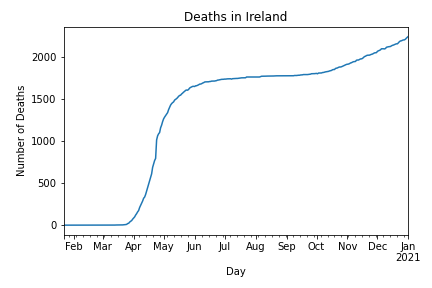 Deaths in Ireland
Number of Deaths
2000
1500
1000
500
0
Feb Mar Apr May Jun Jul Aug Sep Oct Nov Dec Jan
2021
Day